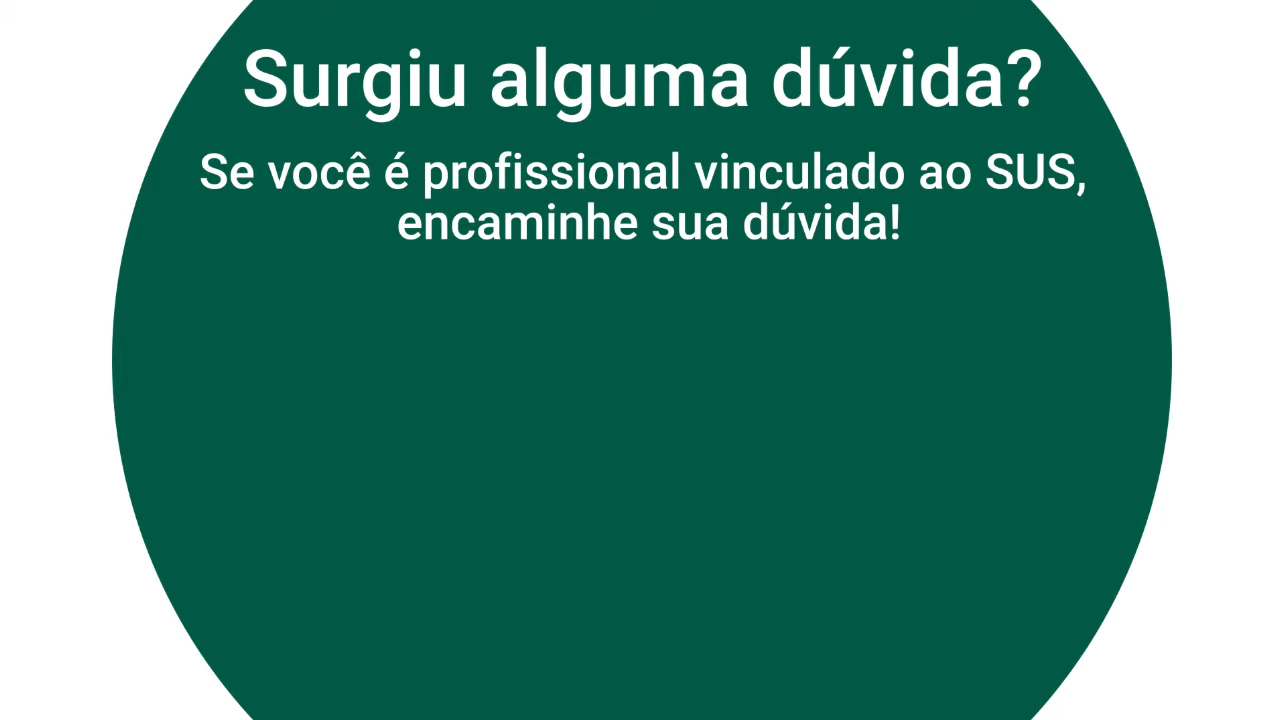 Surgiu alguma dúvida?
Se você é profissional vinculado ao SUS,
encaminhe sua dúvida!